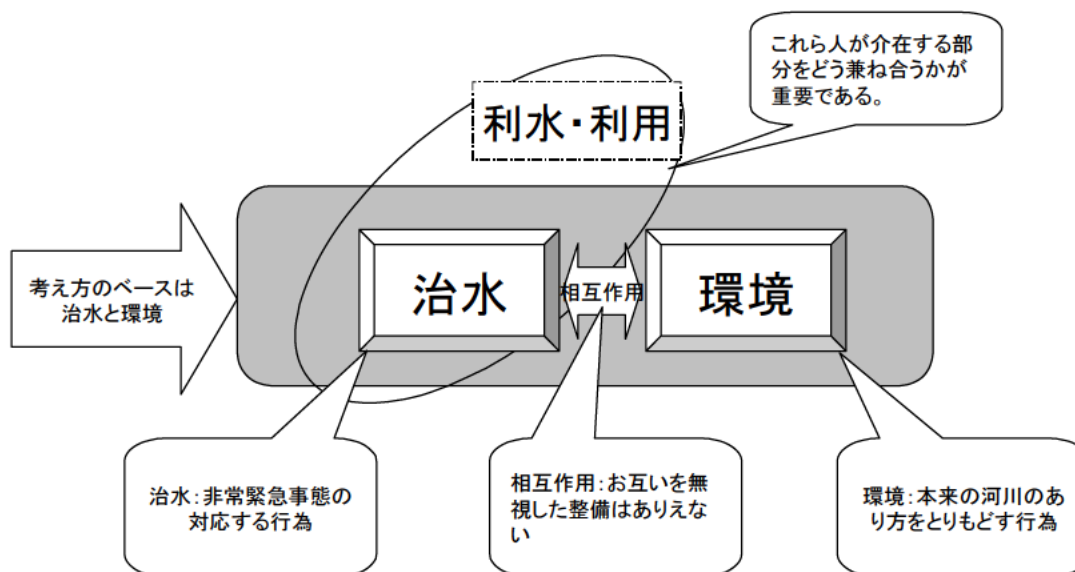 これら人が介在する部
分をどう兼ね合うかが
重要である。
利水・利用
考え方のベースは
治水と環境
治水
相互作用
環境
治水：非常緊急事態の
対応する行為
相互作用：お互いを無
視した整備はありえな
い
環境：本来の河川のあ
り方をとりもどす行為